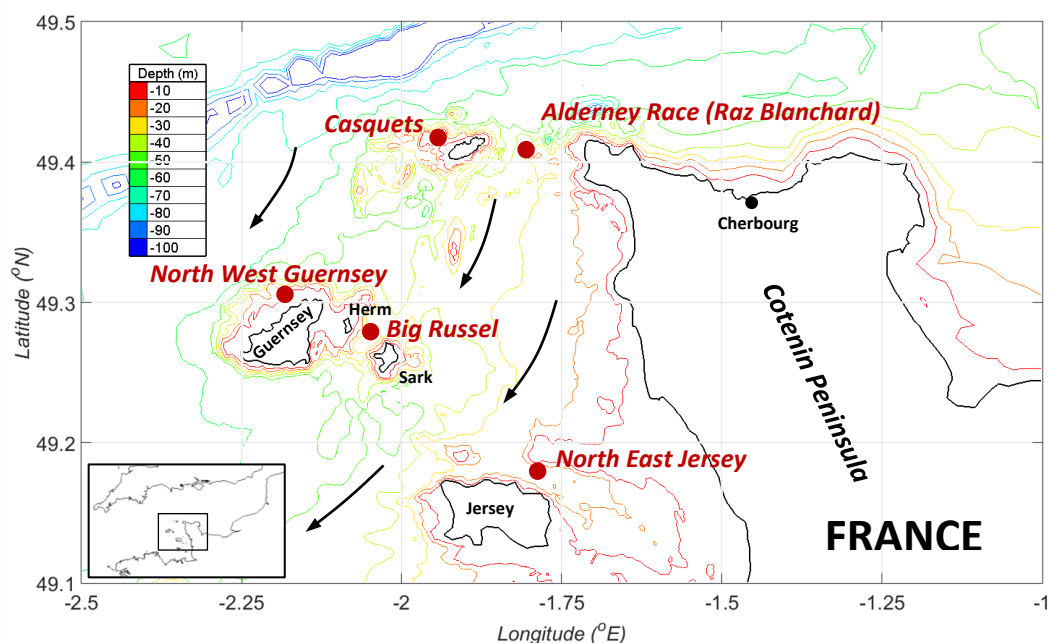 49.5
49.4
49.3
49.2
49.1
Latitude (°N)
Depth (m)
-10
-20
-30
-40
-50
-60
-70
-80
-90
-100
Casquets
Alderney Race (Raz Blanchard)
Cherbourg
North West Guernsey
Herm
Guernsey
Big Russel
Sark
Cotenin Peninsula
North East Jersey
Jersey
FRANCE
-2.5
-2.25
-2
-1.75
-1.5
-1.25
-1
Longitude (°E)